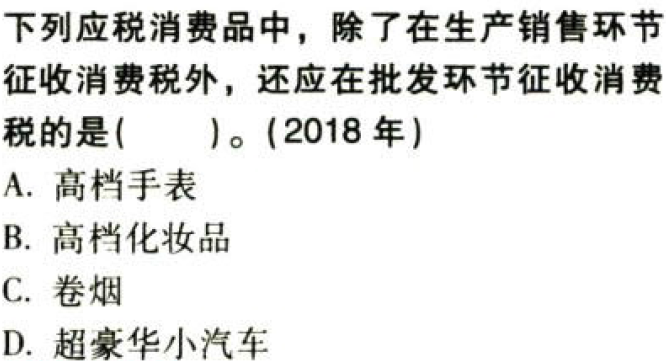 下列应税消费品中，除了在生产销售环节
征收消费税外，还应在批发环节征收消费
税的是(　　)。(2018 年)
A. 高档手表
B. 高档化妆品
C. 卷烟
D. 超豪华小汽车